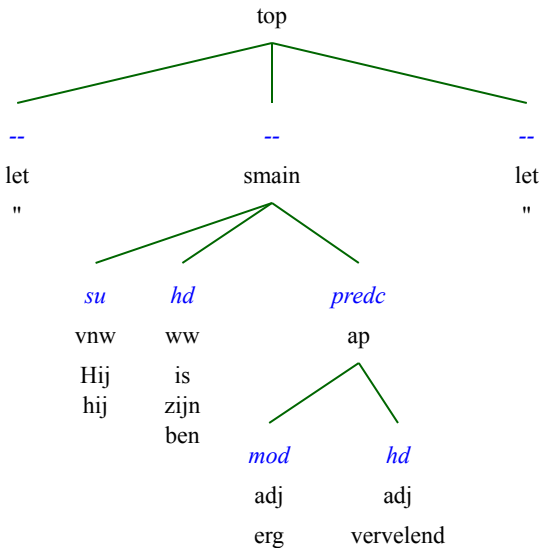 top
-- -- --
let smain let
" "
su hd predc
vnw ww ap
Hij is
hij zijn
ben
mod hd
adj adj
erg vervelend